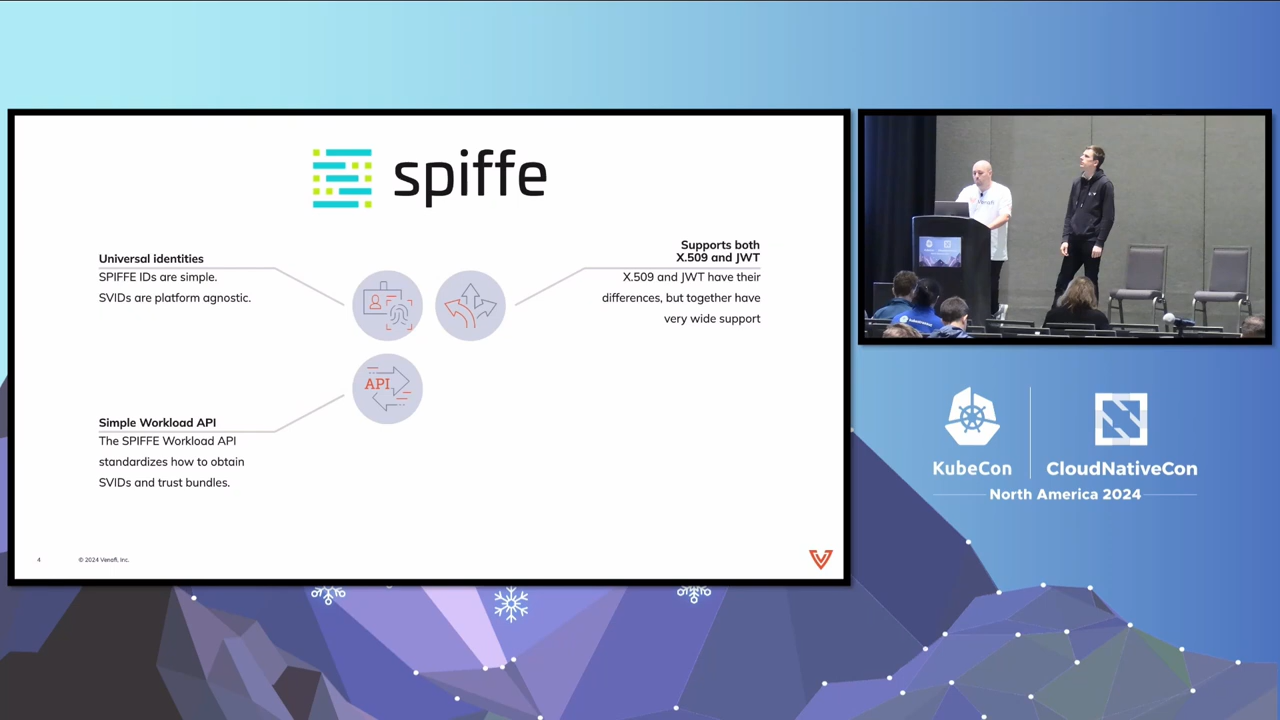 spiffe
Universal identities
SPIFFE IDs are simple.
SVIDs are platform agnostic.
Supports both
X.509 and JWT
X.509 and JWT have their
differences, but together have
very wide support
API
Simple Workload API
The SPIFFE Workload API
standardizes how to obtain
SVIDs and trust bundles.
4
© 2024 Venafi, Inc.
Venafi
KubeCon
CloudNativeCon
North America 2024